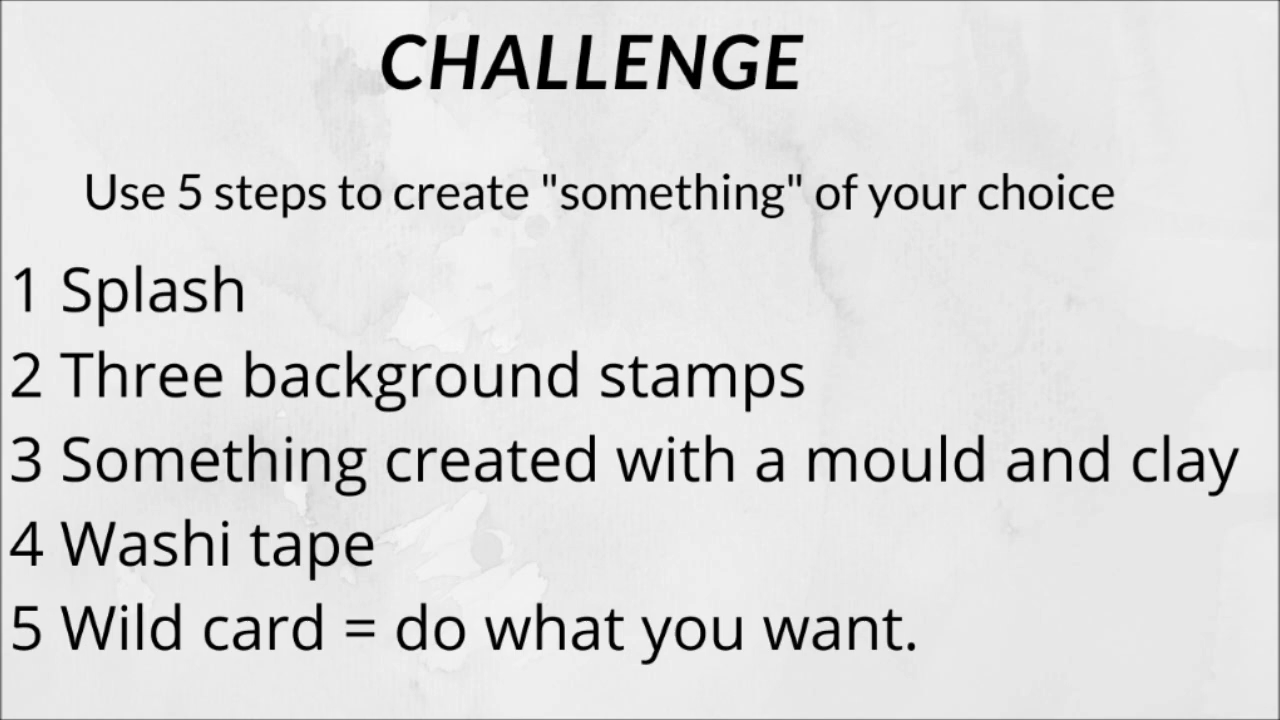 CHALLENGE
Use 5 steps to create "something" of your choice
1 Splash
2 Three background stamps
3 Something created with a mould and clay
4 Washi tape
5 Wild card = do what you want.